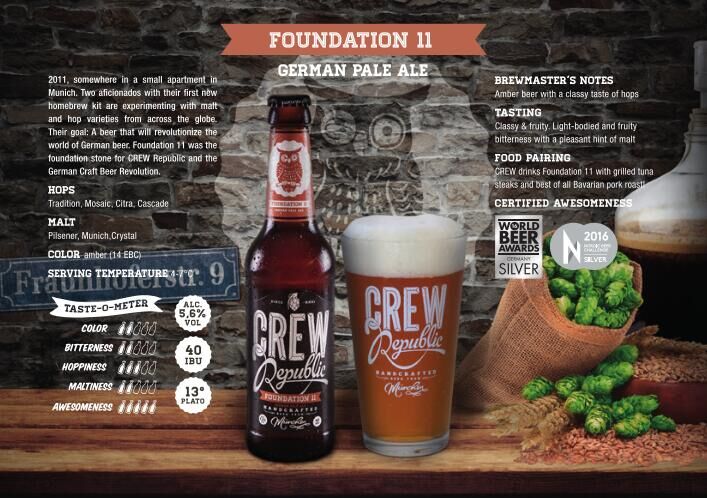 FOUNDATION 11
GERMAN PALE ALE
2011, somewhere in a small apartment in
Munich. Two aficionados with their first new
homebrew kit are experimenting with malt
and hop varieties from across the globe.
Their goal: A beer that will revolutionize the
world of German beer. Foundation 11 was the
foundation stone for CREW Republic and the
German Craft Beer Revolution.
HOPS
Tradition, Mosaic, Citra, Cascade
MALT
Pilsener, Munich,Crystal
COLOR amber (14 EBC)
SERVING TEMPERATURE 4-7°C
Fraunhoferstr. 9
TASTE-O-METER
COLOR
BITTERNESS
HOPPINESS
MALTINESS
AWESOMENESS
ALC.
5,6%
VOL
40
IBU
13°
PLATO
FOUNDATION 11
CREW
Republic
FOUNDATION 11
HANDCRAFTED
München
CREW
Republic
HANDCRAFTED
München
BREWMASTER'S NOTES
Amber beer with a classy taste of hops
TASTING
Classy & fruity. Light-bodied and fruity
bitterness with a pleasant hint of malt
FOOD PAIRING
CREW drinks Foundation 11 with grilled tuna
steaks and best of all Bavarian pork roast!
CERTIFIED AWESOMENESS
WORLD
BEER
AWARDS
GERMANY
SILVER
N
2016
SILVER